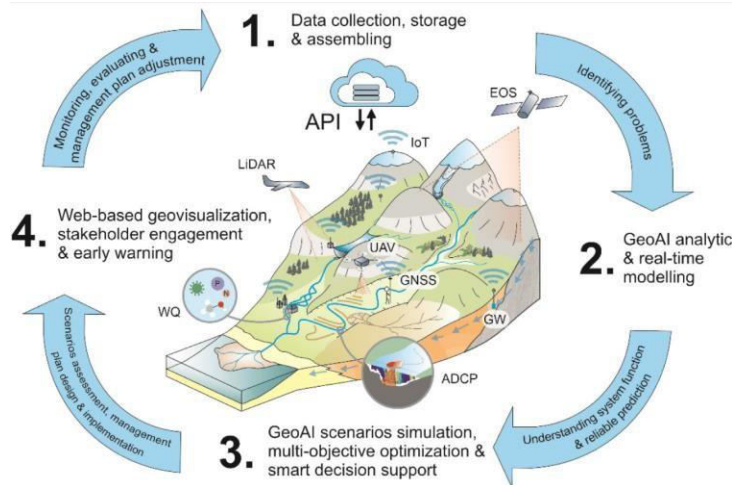 1. Data collection, storage
& assembling
Identifying problems
2. GeoAI analytic
& real-time
modelling
Understanding system function
& reliable prediction
3. GeoAI scenarios simulation,
multi-objective optimization &
smart decision support
Scenarios assessment, management
plan design & implementation
4. Web-based geovisualization,
stakeholder engagement
& early warning
Monitoring, evaluating &
management plan adjustment
API
IoT
EOS
LiDAR
UAV
GNSS
WQ
P
N
GW
ADCP